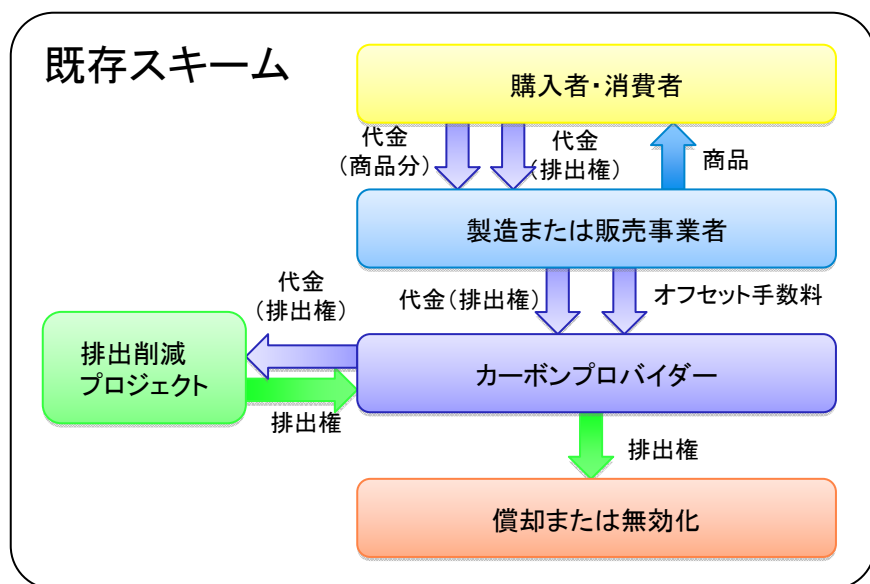 既存スキーム
購入者・消費者
代金
(商品分)
代金
(排出権)
商品
製造または販売事業者
代金
(排出権)
代金(排出権)
オフセット手数料
排出削減
プロジェクト
カーボンプロバイダー
排出権
排出権
償却または無効化